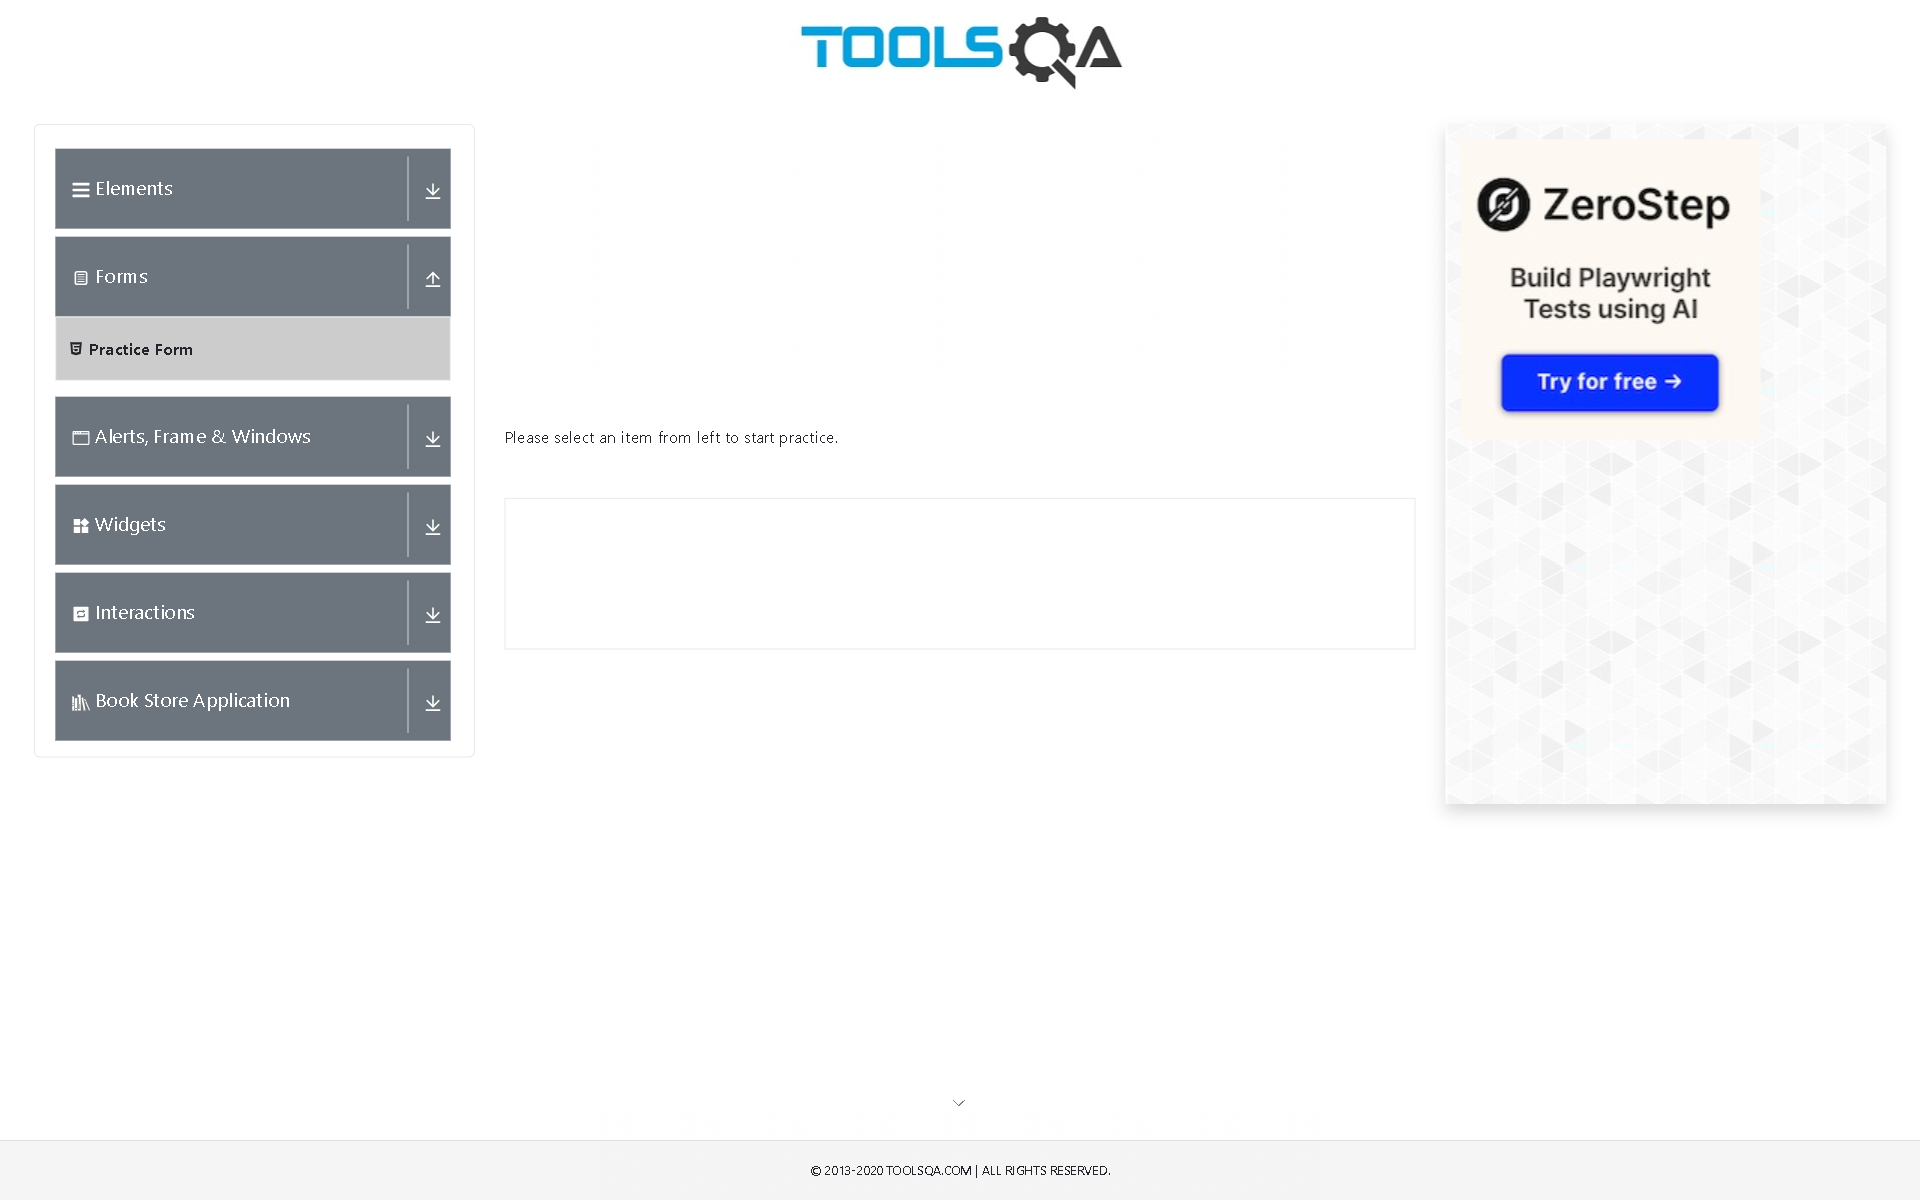 TOOLSQA
Elements
Forms
Practice Form
Alerts, Frame & Windows
Widgets
Interactions
Book Store Application
Please select an item from left to start practice.
ZeroStep
Build Playwright
Tests using AI
Try for free →
© 2013-2020 TOOLSQA.COM | ALL RIGHTS RESERVED.